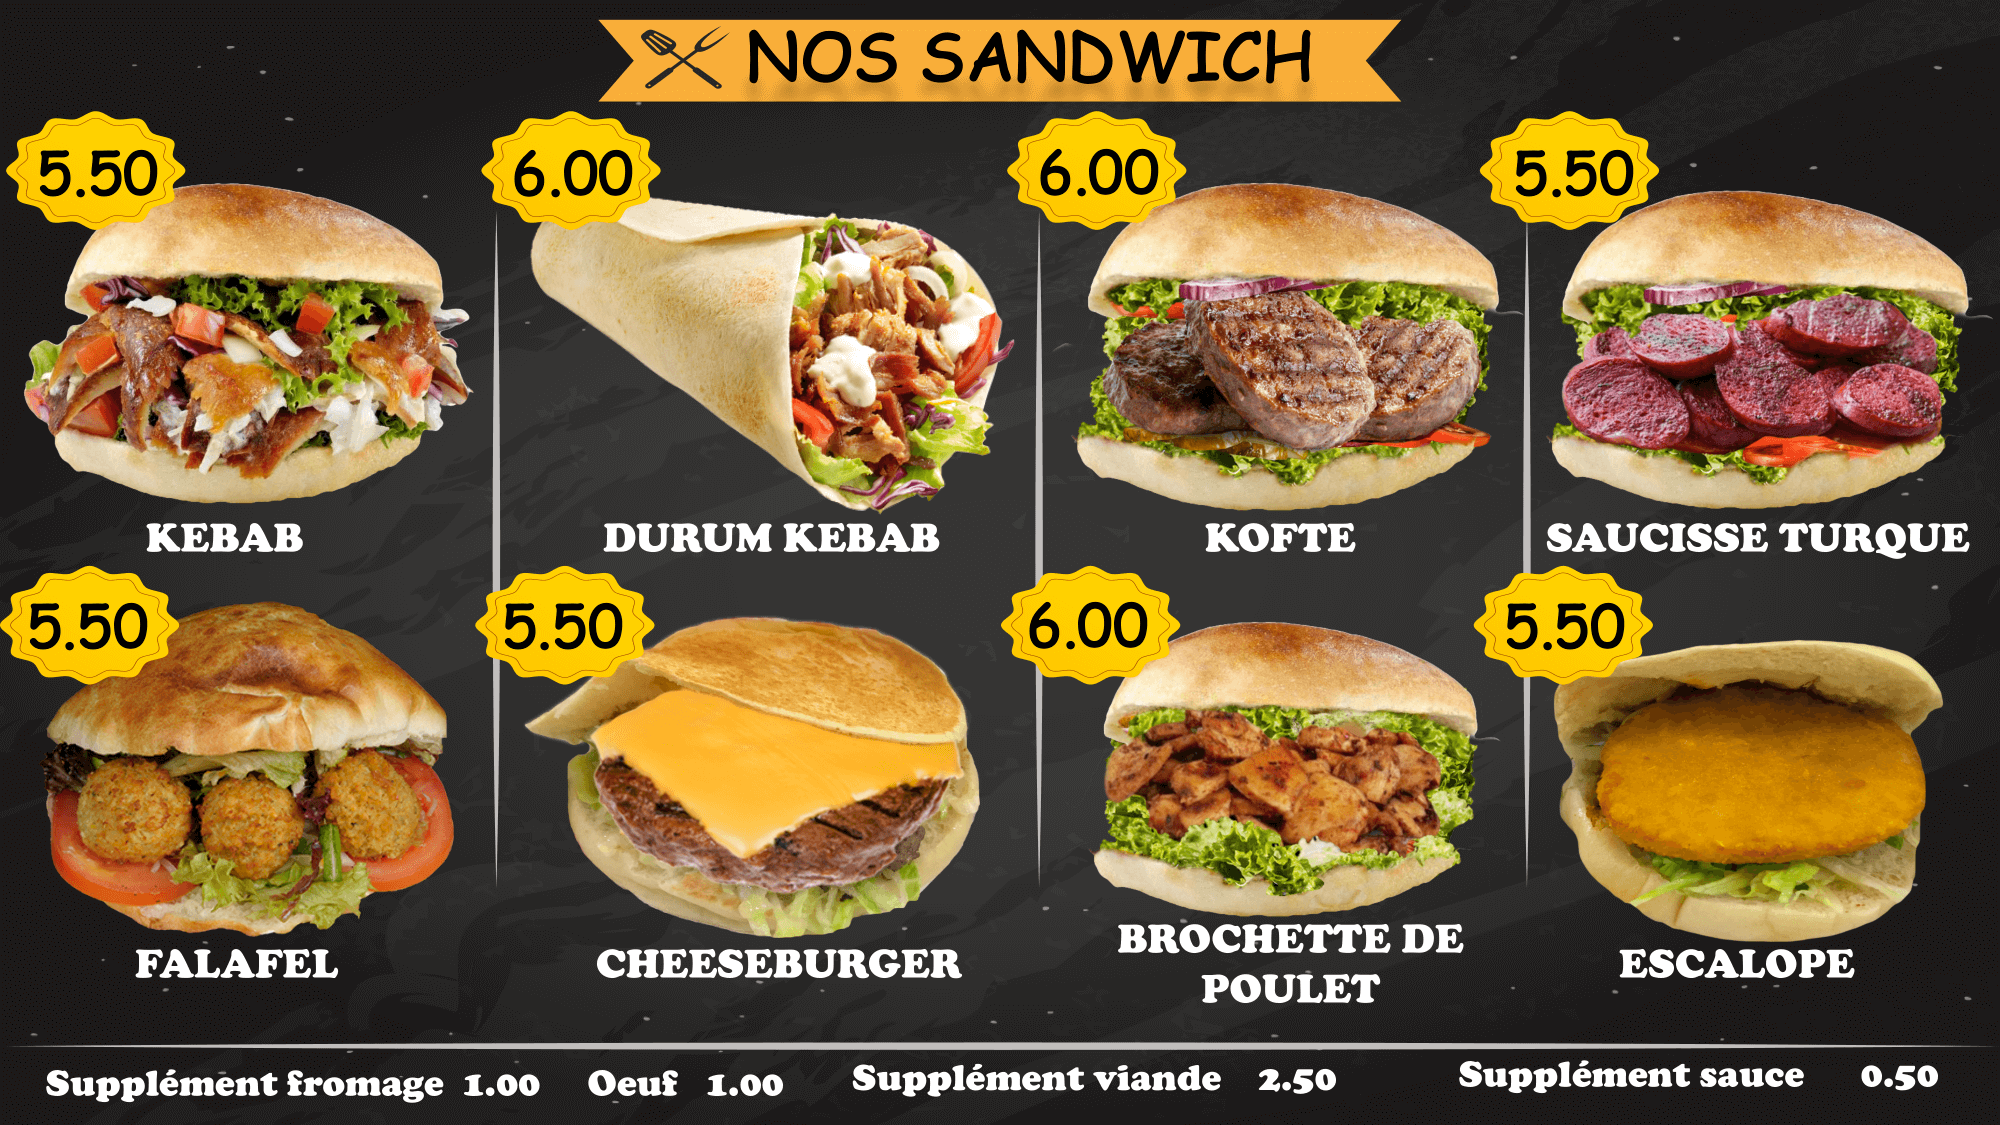 NOS SANDWICH
5.50
6.00
6.00
5.50
KEBAB
DURUM KEBAB
KOFTE
SAUCISSE TURQUE
5.50
5.50
6.00
5.50
FALAFEL
CHEESEBURGER
BROCHETTE DE
POULET
ESCALOPE
Supplément fromage 1.00
Oeuf 1.00
Supplément viande 2.50
Supplément sauce 0.50